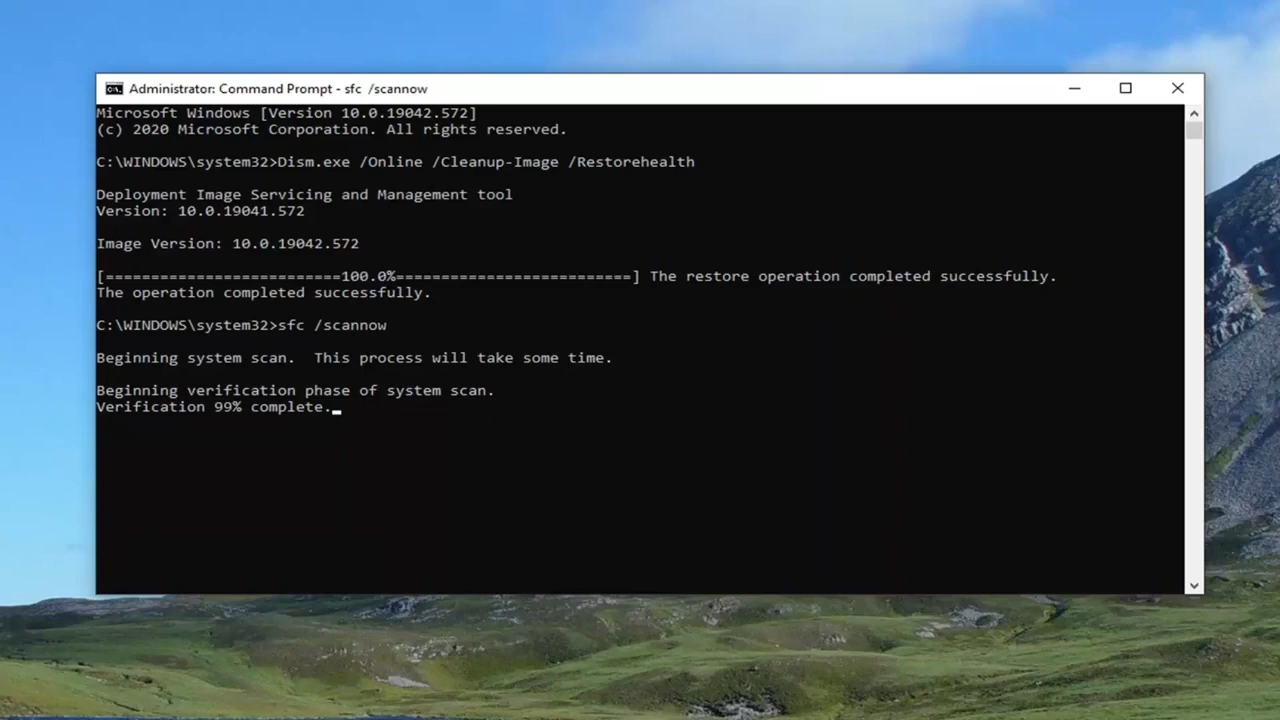 Administrator: Command Prompt - sfc  /scannow
Microsoft Windows [Version 10.0.19042.572]
(c) 2020 Microsoft Corporation. All rights reserved.
C:\WINDOWS\system32>Dism.exe /Online /Cleanup-Image /Restorehealth
Deployment Image Servicing and Management tool
Version: 10.0.19041.572
Image Version: 10.0.19042.572
[==========================100.0%==========================] The restore operation completed successfully.
The operation completed successfully.
C:\WINDOWS\system32>sfc /scannow
Beginning system scan.  This process will take some time.
Beginning verification phase of system scan.
Verification 99% complete.